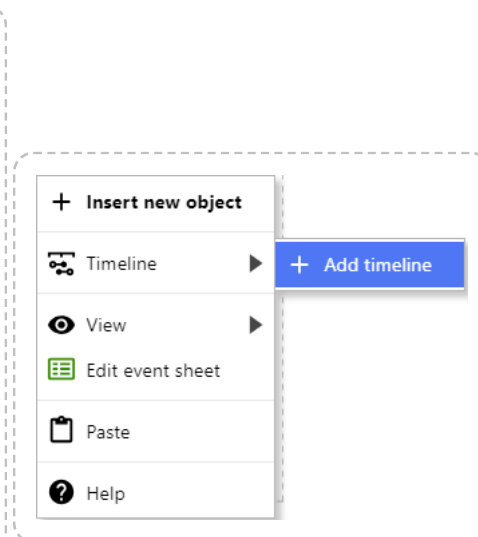 Insert new object
Timeline
Add timeline
View
Edit event sheet
Paste
Help